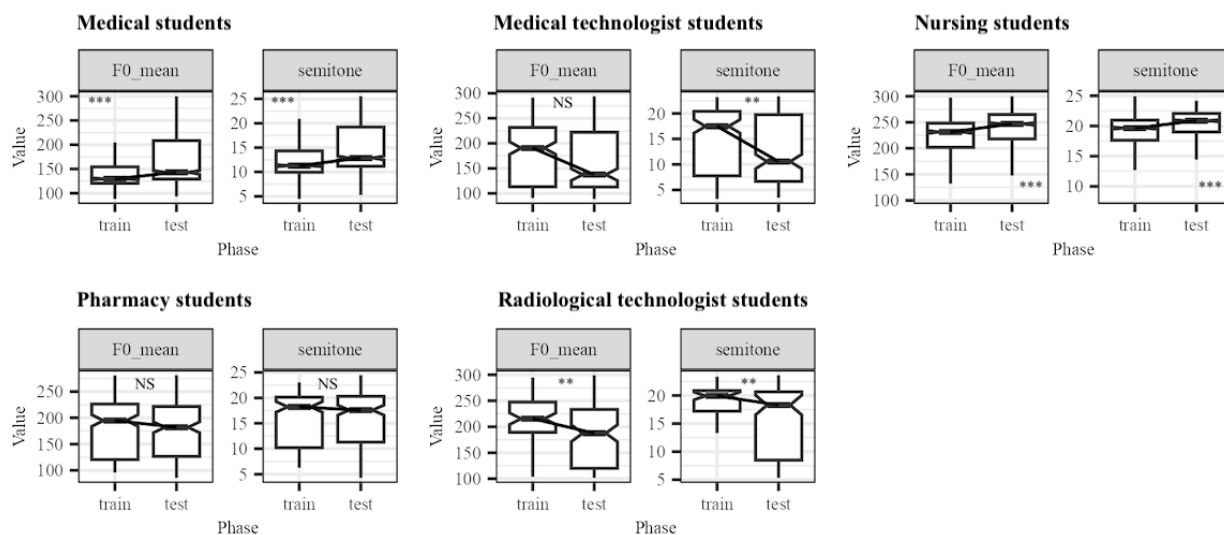 Medical students
F0_mean
semitone
Value
300
250
200
150
100
***
25
20
15
10
5
***
train
test
train
test
Phase
Medical technologist students
F0_mean
semitone
Value
300
250
200
150
100
NS
20
15
10
5
**
train
test
train
test
Phase
Nursing students
F0_mean
semitone
Value
300
250
200
150
100
***
25
20
15
10
***
train
test
train
test
Phase
Pharmacy students
F0_mean
semitone
Value
250
200
150
100
NS
25
20
15
10
5
NS
train
test
train
test
Phase
Radiological technologist students
F0_mean
semitone
Value
300
250
200
150
100
**
20
15
10
5
**
train
test
train
test
Phase